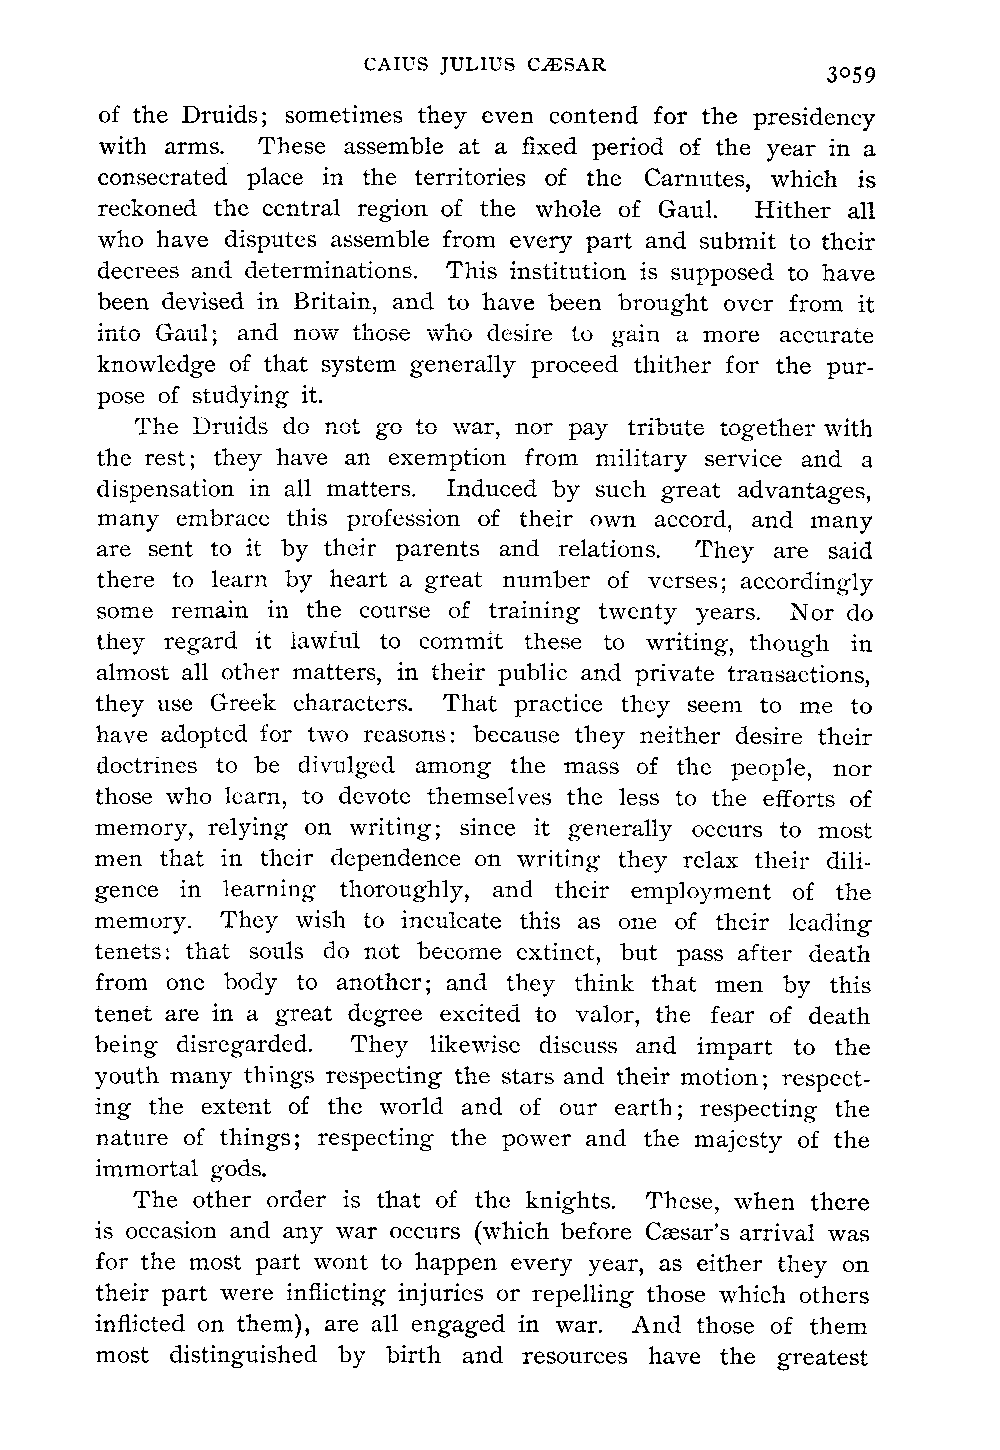 CAIUS JULIUS CÆSAR
3059
of the Druids; sometimes they even contend for the presidency
with arms. These assemble at a fixed period of the year in a
consecrated place in the territories of the Carnutes, which is
reckoned the central region of the whole of Gaul. Hither all
who have disputes assemble from every part and submit to their
decrees and determinations. This institution is supposed to have
been devised in Britain, and to have been brought over from it
into Gaul; and now those who desire to gain a more accurate
knowledge of that system generally proceed thither for the pur-
pose of studying it.
The Druids do not go to war, nor pay tribute together with
the rest; they have an exemption from military service and a
dispensation in all matters. Induced by such great advantages,
many embrace this profession of their own accord, and many
are sent to it by their parents and relations. They are said
there to learn by heart a great number of verses; accordingly
some remain in the course of training twenty years. Nor do
they regard it lawful to commit these to writing, though in
almost all other matters, in their public and private transactions,
they use Greek characters. That practice they seem to me to
have adopted for two reasons: because they neither desire their
doctrines to be divulged among the mass of the people, nor
those who learn, to devote themselves the less to the efforts of
memory, relying on writing; since it generally occurs to most
men that in their dependence on writing they relax their dili-
gence in learning thoroughly, and their employment of the
memory. They wish to inculcate this as one of their leading
tenets: that souls do not become extinct, but pass after death
from one body to another; and they think that men by this
tenet are in a great degree excited to valor, the fear of death
being disregarded. They likewise discuss and impart to the
youth many things respecting the stars and their motion; respect-
ing the extent of the world and of our earth; respecting the
nature of things; respecting the power and the majesty of the
immortal gods.
The other order is that of the knights. These, when there
is occasion and any war occurs (which before Cæsar's arrival was
for the most part wont to happen every year, as either they on
their part were inflicting injuries or repelling those which others
inflicted on them), are all engaged in war. And those of them
most distinguished by birth and resources have the greatest